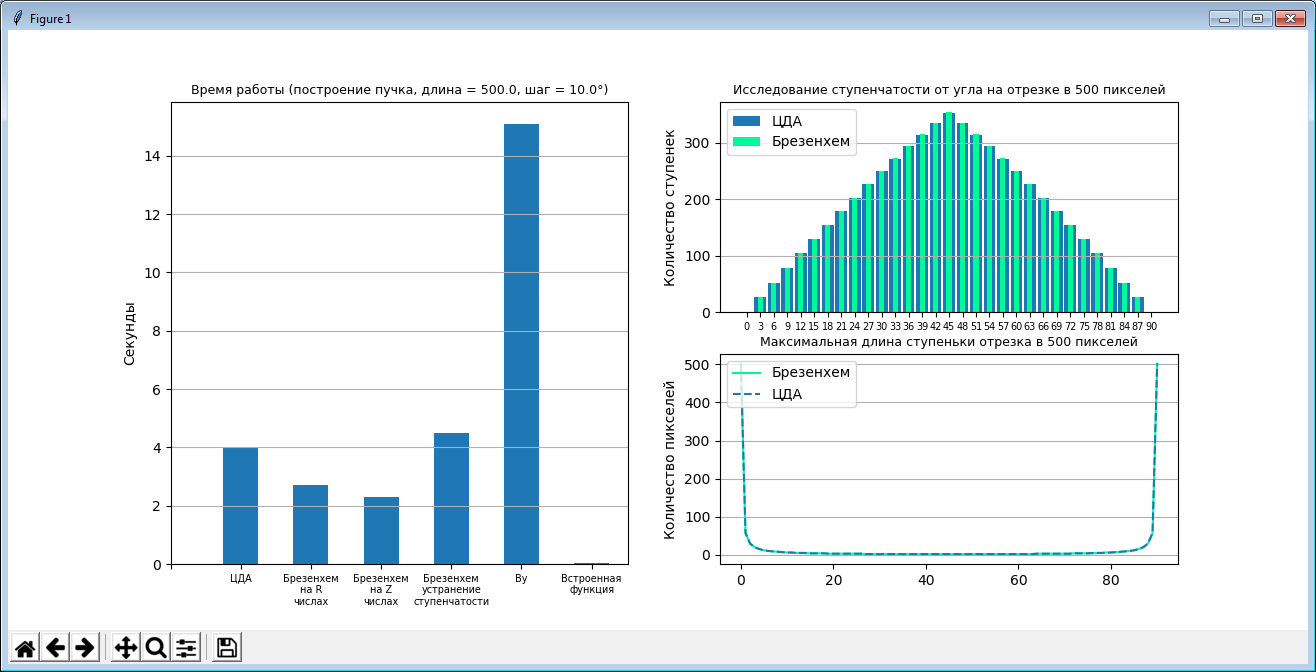 Figure 1
Время работы (построение пучка, длина = 500.0, шаг = 10.0°)
Секунды
14
12
10
8
6
4
2
0
ЦДА
Брезенхем
на R
числах
Брезенхем
на Z
числах
Брезенхем
устранение
ступенчатости
Ву
Встроенная
функция
Исследование ступенчатости от угла на отрезке в 500 пикселей
Количество ступенек
ЦДА
Брезенхем
300
200
100
0
0 3 6 9 12 15 18 21 24 27 30 33 36 39 42 45 48 51 54 57 60 63 66 69 72 75 78 81 84 87 90
Максимальная длина ступеньки отрезка в 500 пикселей
Количество пикселей
Брезенхем
ЦДА
500
400
300
200
100
0
0 20 40 60 80